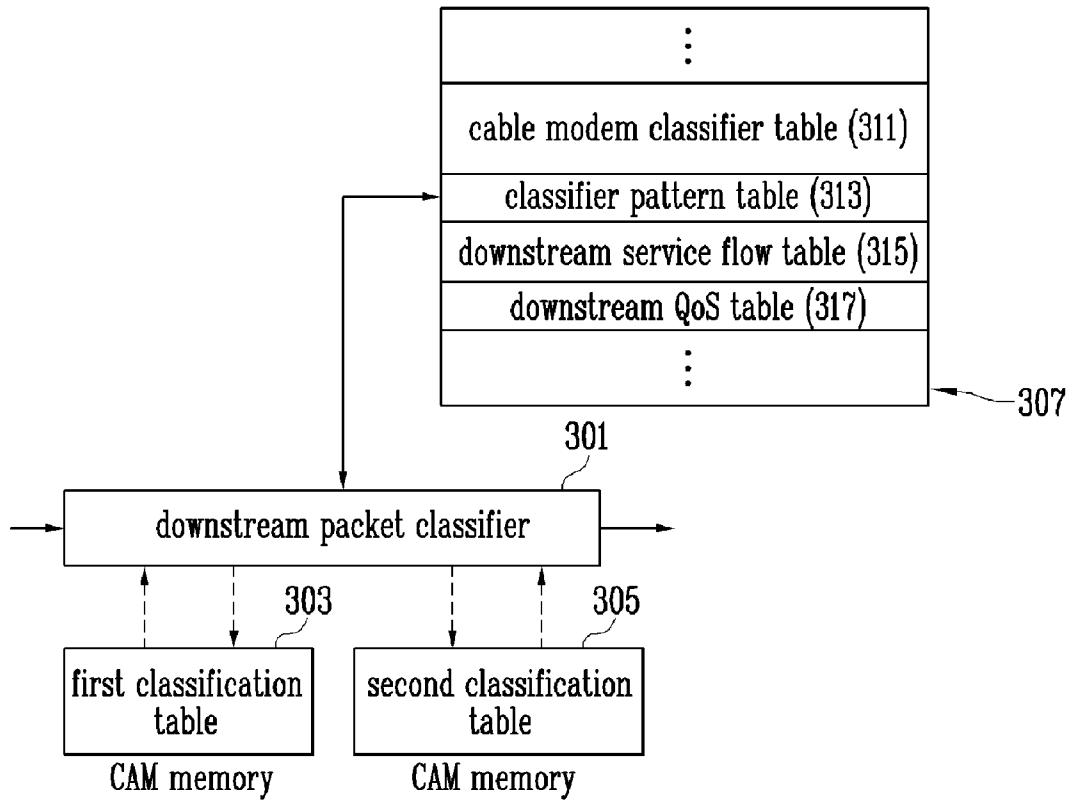 cable modem classifier table (311)
classifier pattern table (313)
downstream service flow table (315)
downstream QoS table (317)
307
301
downstream packet classifier
303
305
first classification
table
second classification
table
CAM memory
CAM memory